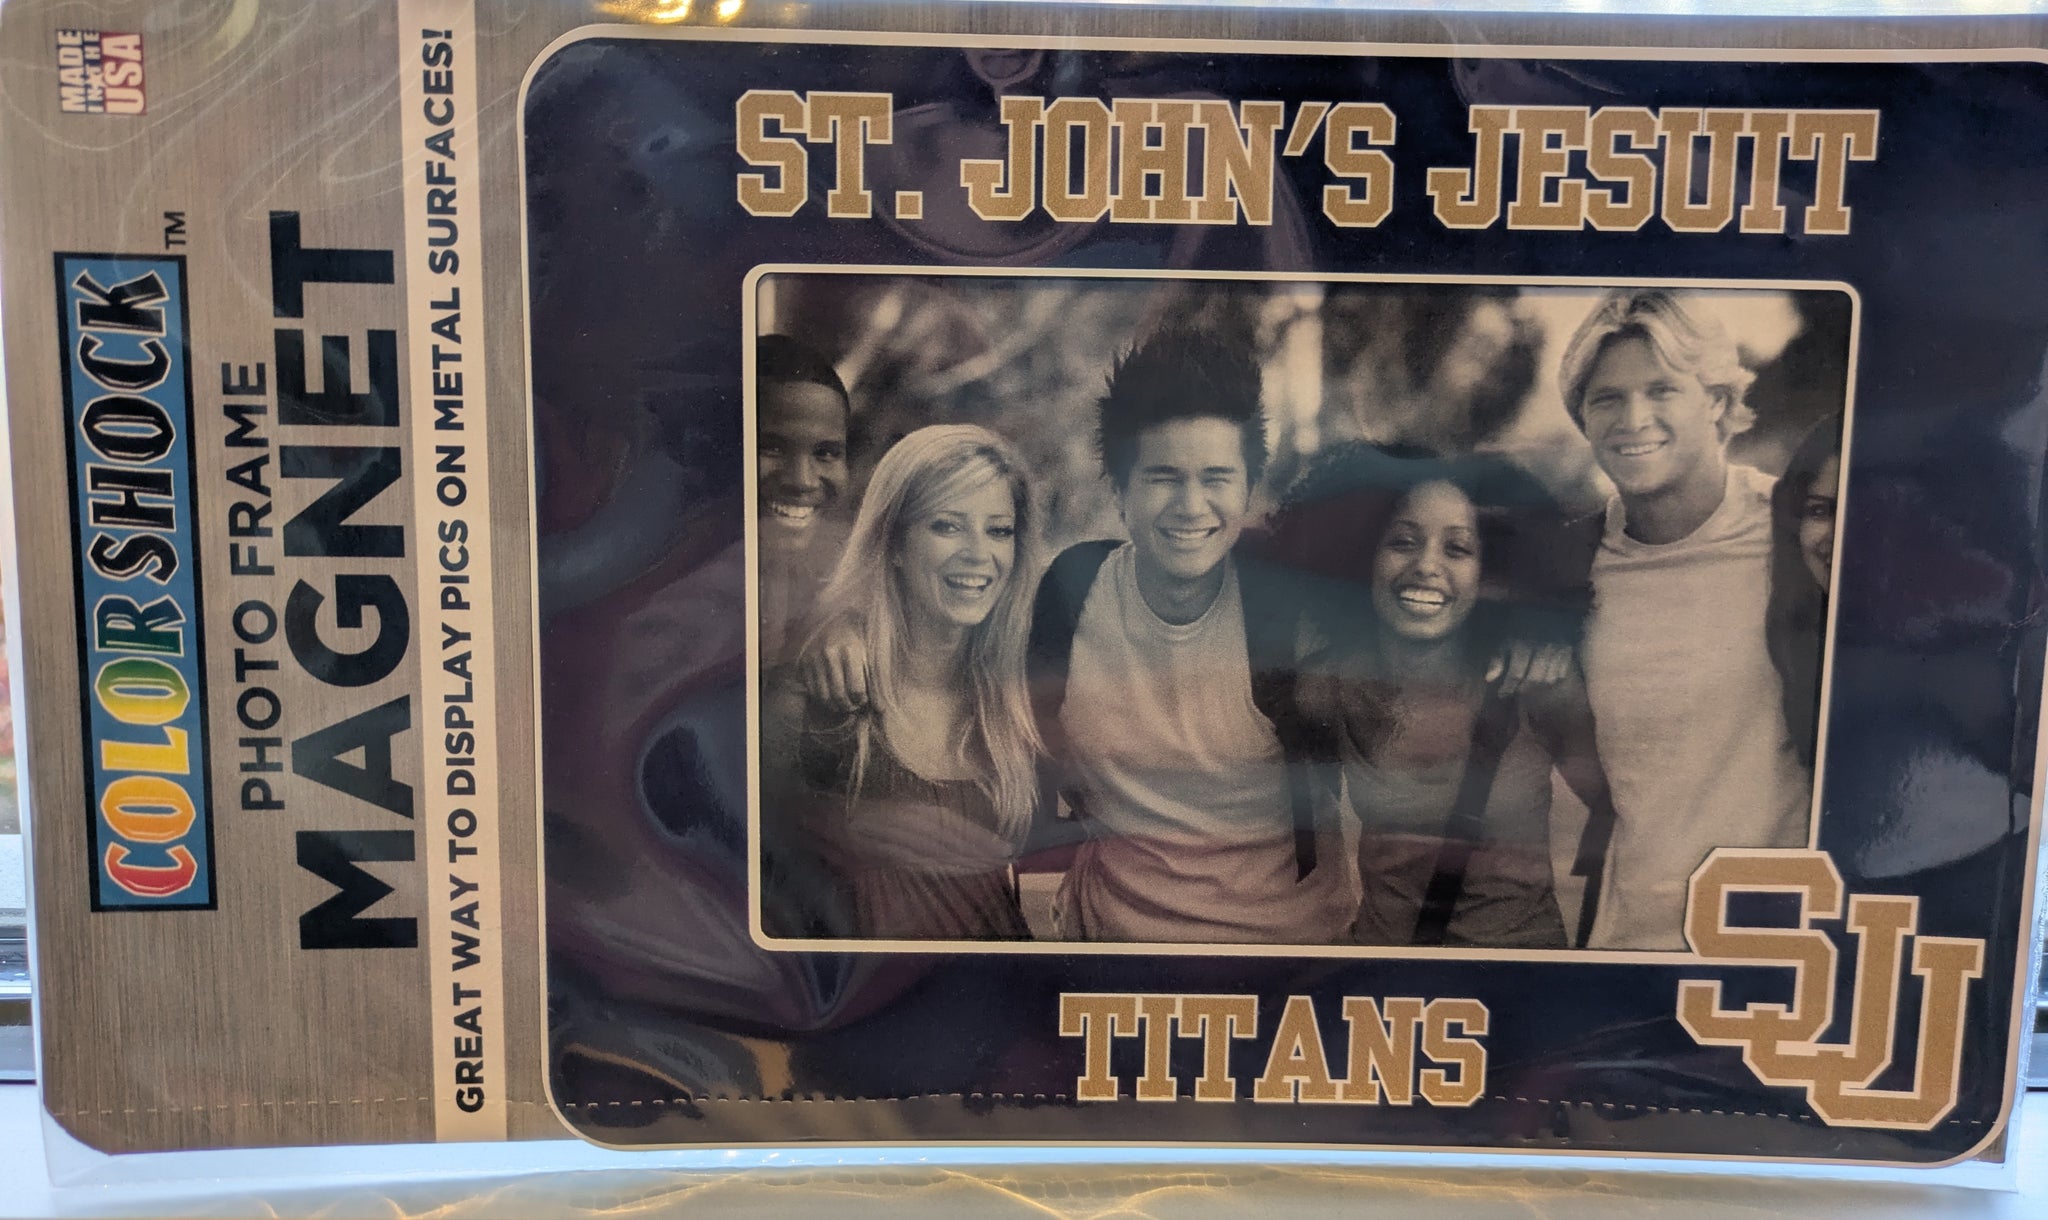 MADE
IN THE
USA
COLORSHOCK™
PHOTO FRAME
MAGNET
GREAT WAY TO DISPLAY PICS ON METAL SURFACES!
ST. JOHN'S JESUIT
TITANS
SJJ